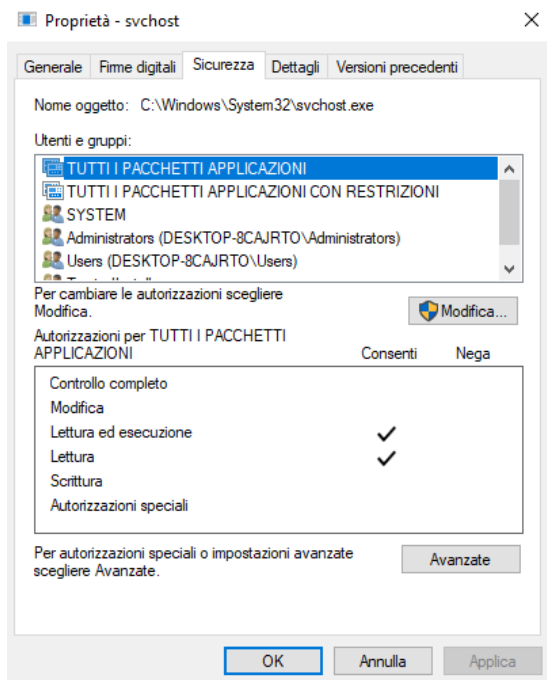 Proprietà - svchost
Generale Firme digitali Sicurezza Dettagli Versioni precedenti
Nome oggetto: C:\Windows\System32\svchost.exe
Utenti e gruppi:
TUTTI I PACCHETTI APPLICAZIONI
TUTTI I PACCHETTI APPLICAZIONI CON RESTRIZIONI
SYSTEM
Administrators (DESKTOP-8CAJRTO\Administrators)
Users (DESKTOP-8CAJRTO\Users)
Per cambiare le autorizzazioni scegliere
Modifica.
Modifica...
Autorizzazioni per TUTTI I PACCHETTI
APPLICAZIONI
Consenti Nega
Controllo completo
Modifica
Lettura ed esecuzione
Lettura
Scrittura
Autorizzazioni speciali
Per autorizzazioni speciali o impostazioni avanzate
scegliere Avanzate.
Avanzate
OK Annulla Applica